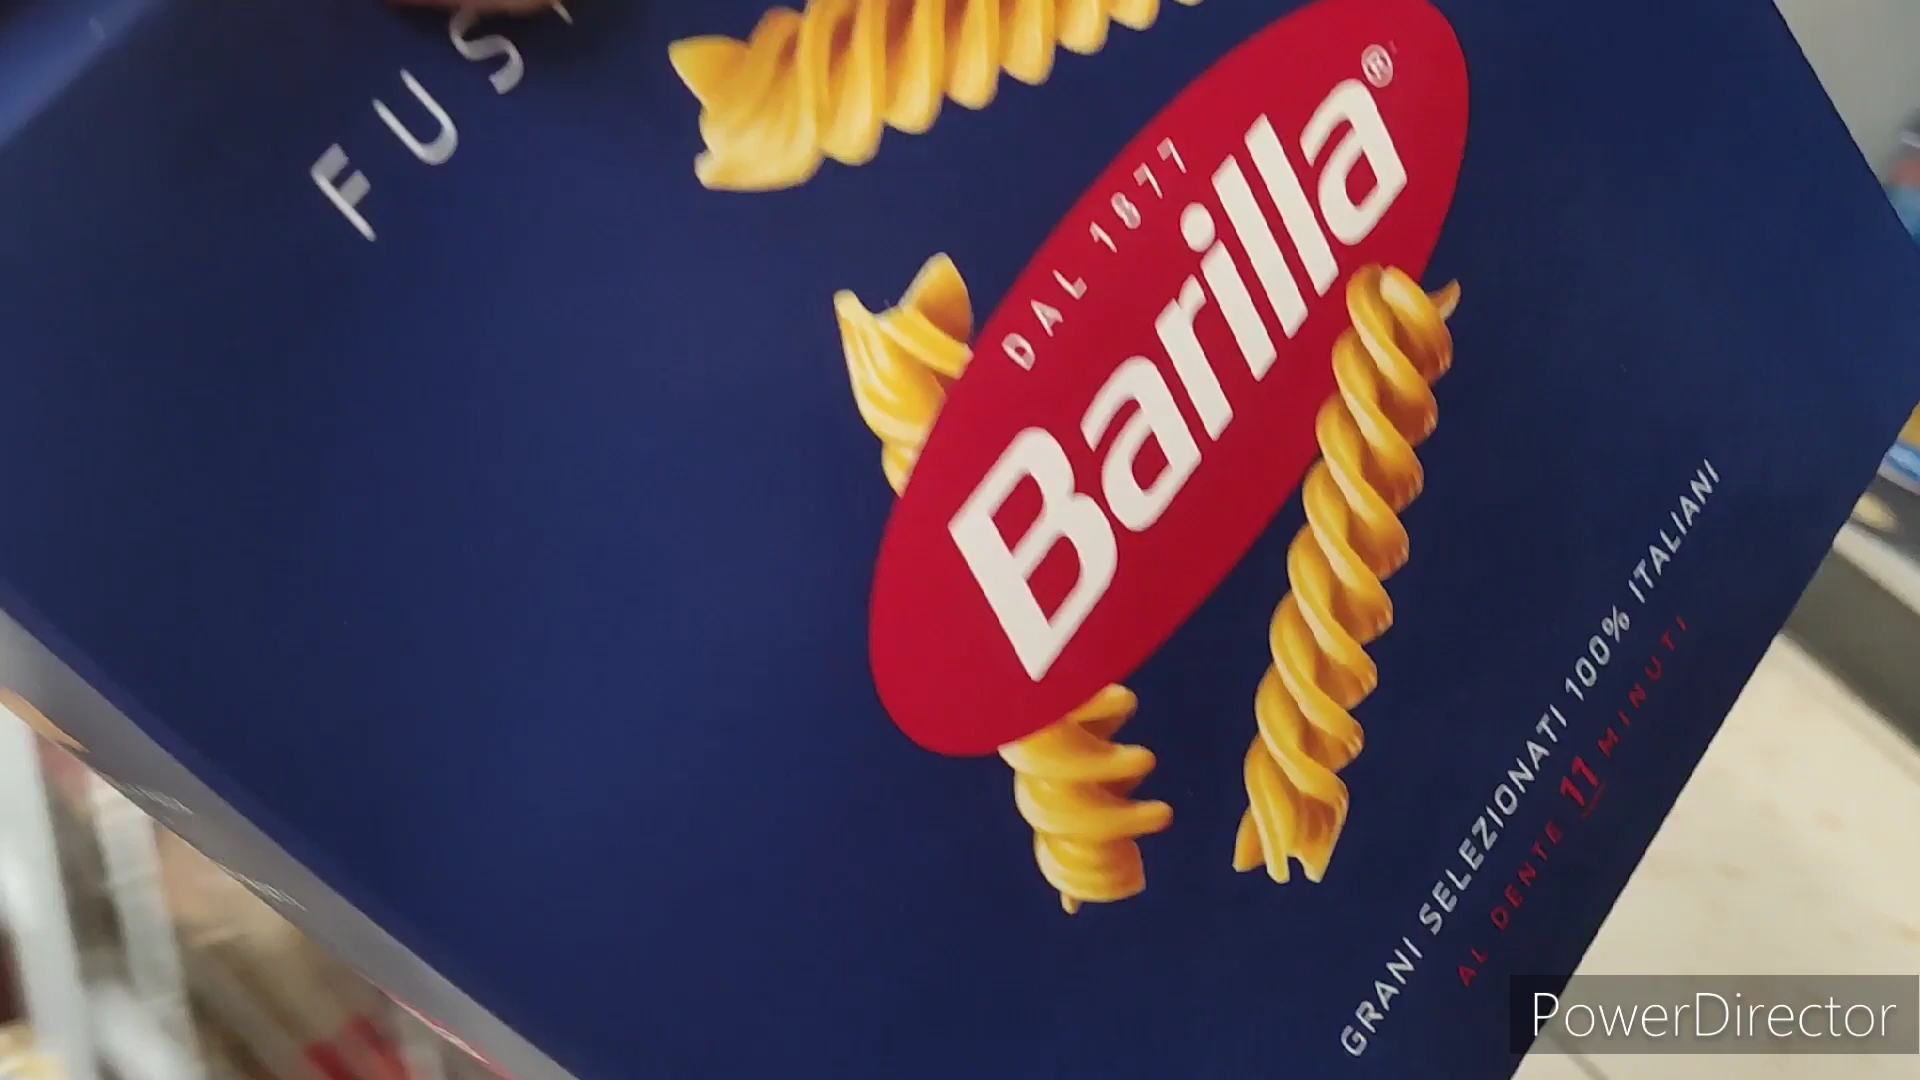 FUS
DAL 1877
Barilla®
GRANI SELEZIONATI 100% ITALIANI
AL DENTE 11 MINUTI
PowerDirector